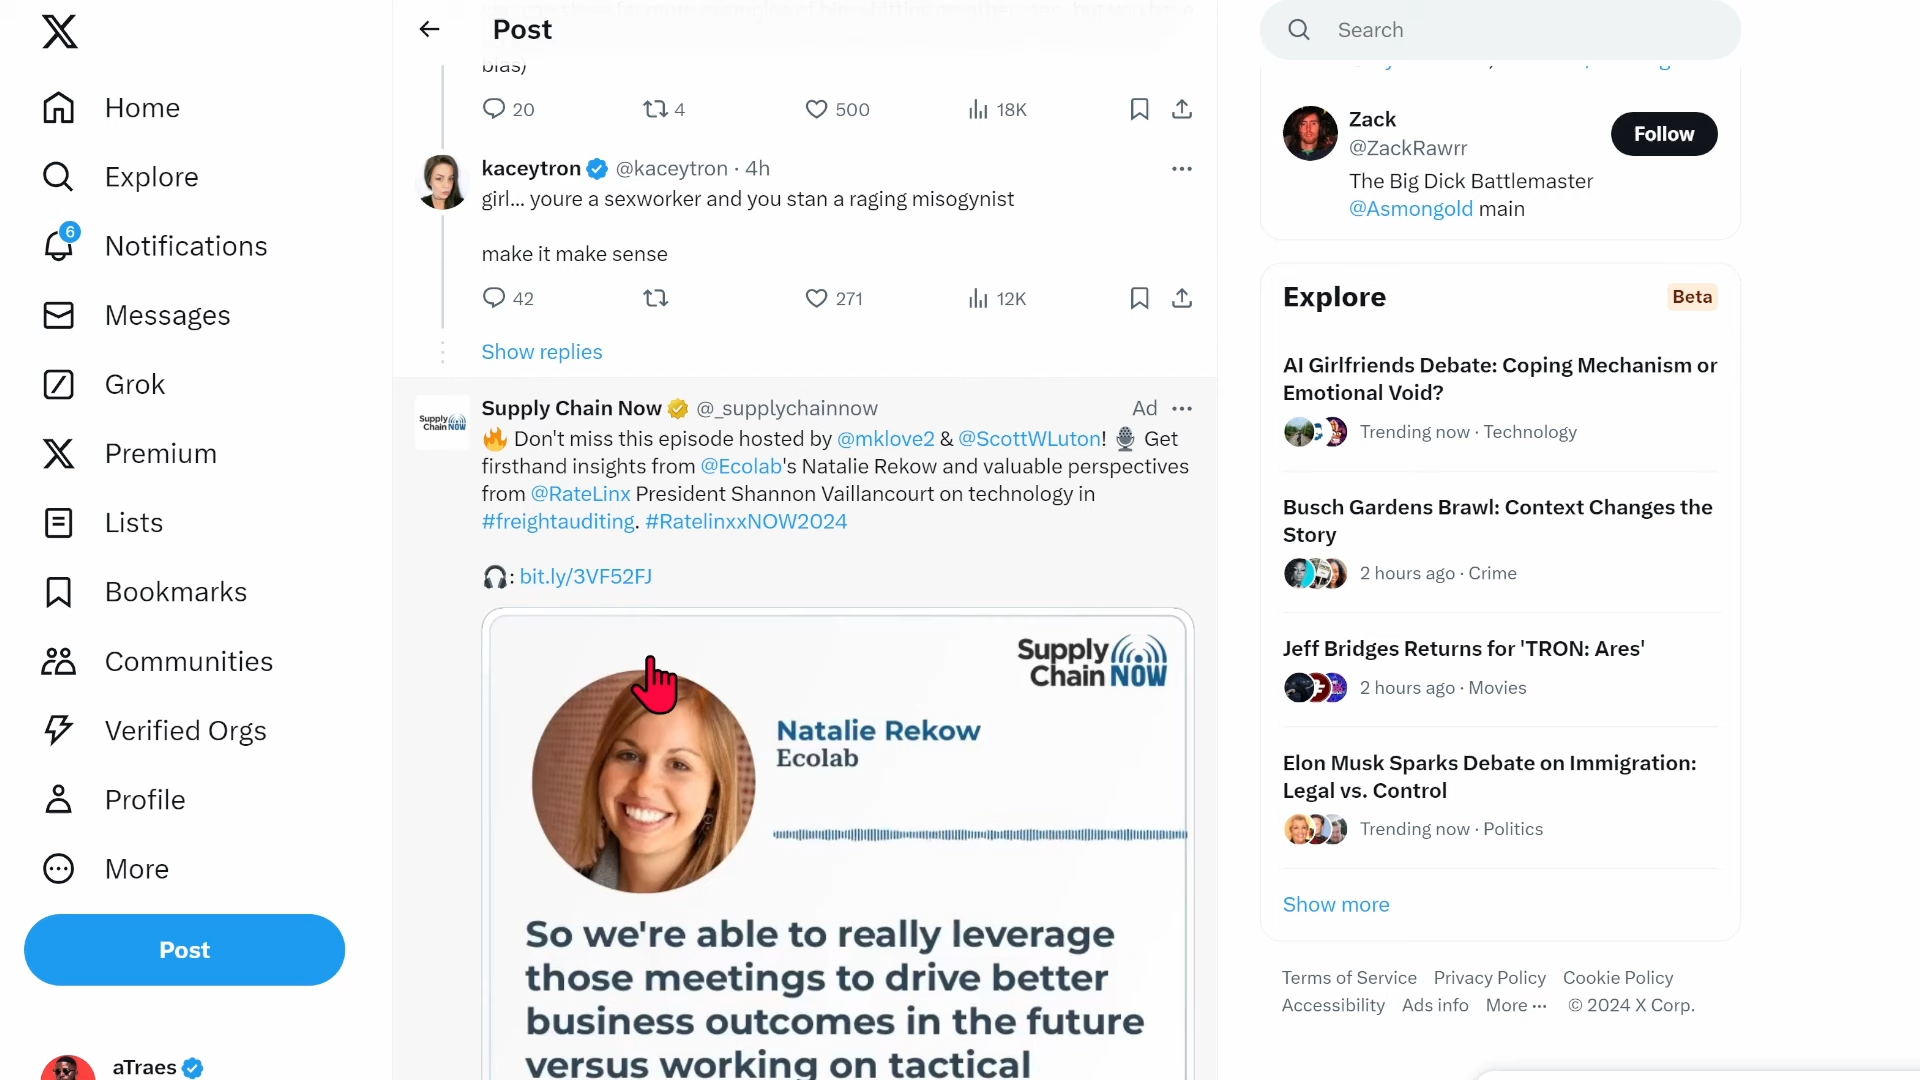 Home
Explore
6
Notifications
Messages
Grok
Premium
Lists
Bookmarks
Communities
Verified Orgs
Profile
More
Post
aTraes
Post
bias)
20 4 500 18K
kaceytron @kaceytron · 4h
girl... youre a sexworker and you stan a raging misogynist
make it make sense
42 271 12K
Show replies
Supply Chain Now @_supplychainnow Ad
🔥 Don't miss this episode hosted by @mklove2 & @ScottWLuton! 🎙️ Get
firsthand insights from @Ecolab's Natalie Rekow and valuable perspectives
from @RateLinx President Shannon Vaillancourt on technology in
#freightauditing. #RatelinxxNOW2024
🎧: bit.ly/3VF52FJ
Supply
Chain NOW
Supply
Chain NOW
Natalie Rekow
Ecolab
So we're able to really leverage
those meetings to drive better
business outcomes in the future
versus working on tactical
Search
Zack
@ZackRawrr
Follow
The Big Dick Battlemaster
@Asmongold main
Explore
Beta
AI Girlfriends Debate: Coping Mechanism or
Emotional Void?
Trending now · Technology
Busch Gardens Brawl: Context Changes the
Story
2 hours ago · Crime
Jeff Bridges Returns for 'TRON: Ares'
2 hours ago · Movies
Elon Musk Sparks Debate on Immigration:
Legal vs. Control
Trending now · Politics
Show more
Terms of Service Privacy Policy Cookie Policy
Accessibility Ads info More ··· © 2024 X Corp.